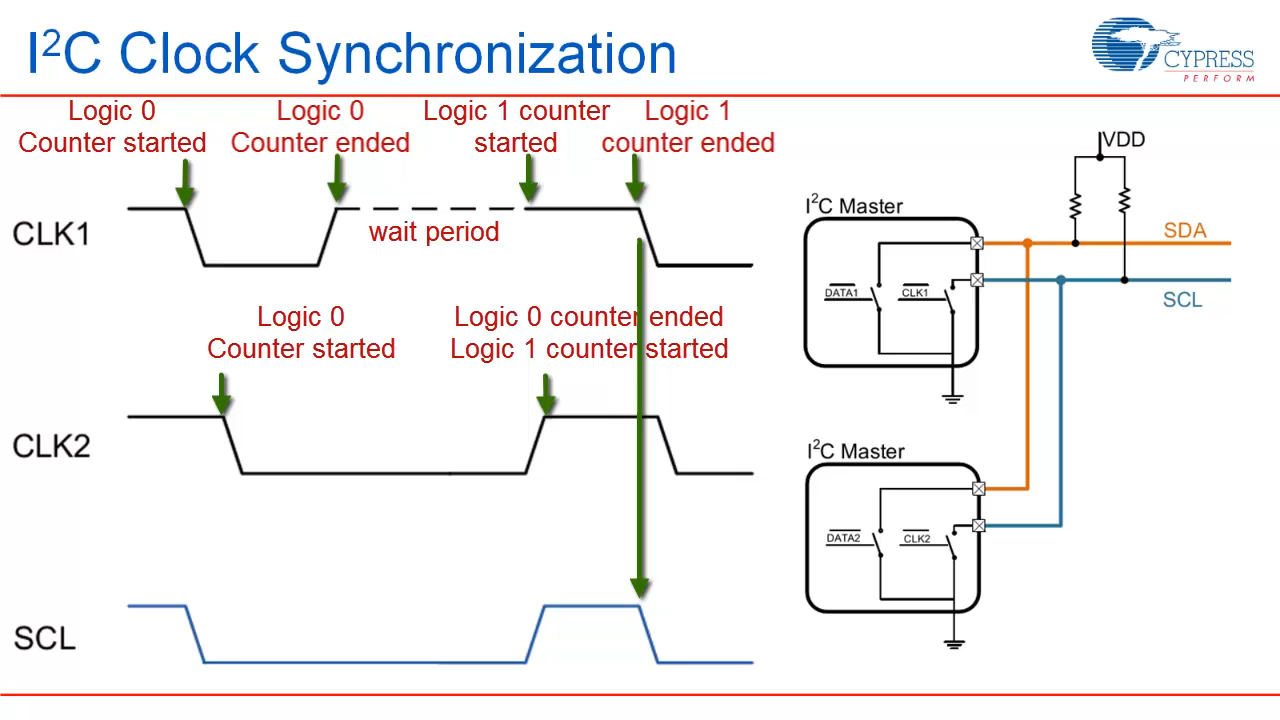 I²C Clock Synchronization
CYPRESS
PERFORM
Logic 0
Counter started
Logic 0
Counter ended
Logic 1 counter
started
Logic 1
counter ended
CLK1
wait period
Logic 0
Counter started
Logic 0 counter ended
Logic 1 counter started
CLK2
SCL
VDD
I²C Master
SDA
SCL
DATA1
CLK1
I²C Master
DATA2
CLK2